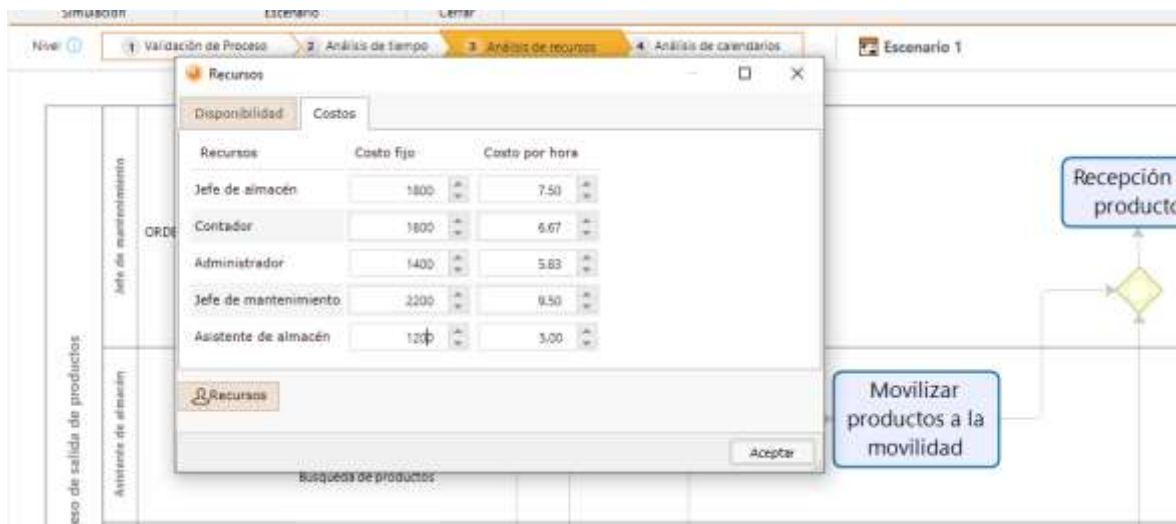 Simulación Escenario Cerrar
Nivel 1 Validación de Proceso 2 Análisis de tiempo 3 Análisis de recursos 4 Análisis de calendarios Escenario 1
Recursos
Disponibilidad Costos
Recursos Costo fijo Costo por hora
Jefe de almacén 1800 7.50
Contador 1600 6.67
Administrador 1400 5.83
Jefe de mantenimiento 2200 9.50
Asistente de almacén 1200 5.00
Recursos
Aceptar
Jefe de mantenimiento
ORDE
Recepción
producto
eso de salida de productos
Asistente de almacén
Busqueda de productos
Movilizar
productos a la
movilidad